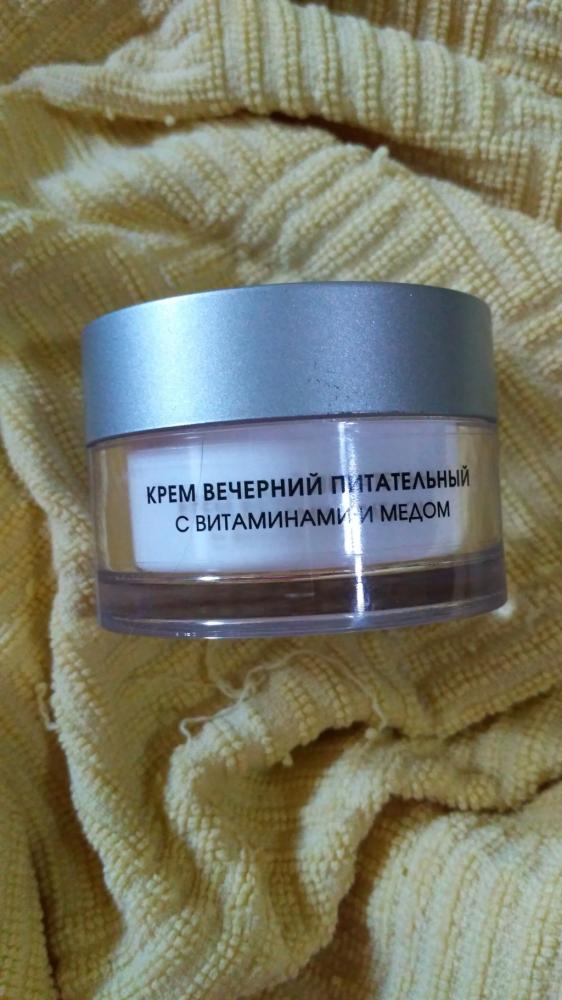 КРЕМ ВЕЧЕРНИЙ ПИТАТЕЛЬНЫЙ
С ВИТАМИНАМИ И МЕДОМ